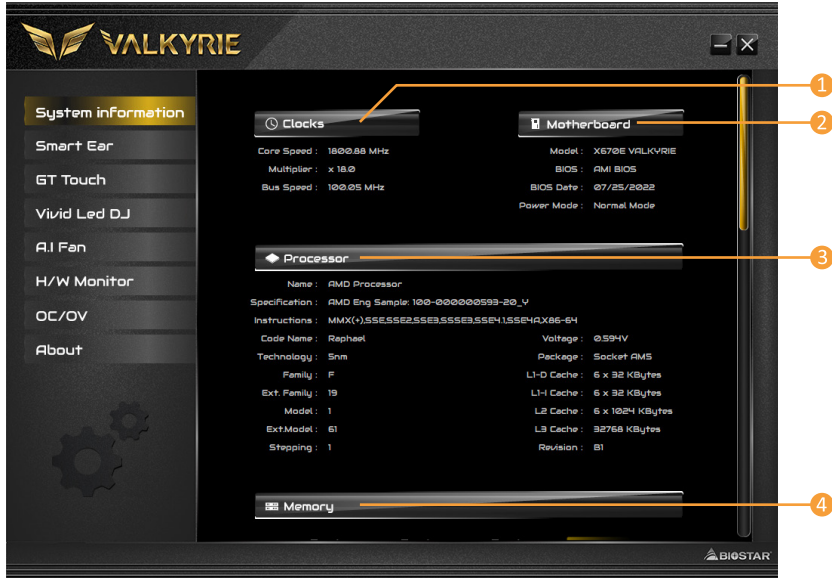 VALKYRIE
System information
Smart Ear
GT Touch
Vivid Led DJ
A.I Fan
H/W Monitor
OC/OV
About
Clocks
Core Speed : 1800.88 MHz
Multiplier : x 18.0
Bus Speed : 100.05 MHz
Motherboard
Model : X670E VALKYRIE
BIOS : AMI BIOS
BIOS Date : 07/25/2022
Power Mode : Normal Mode
Processor
Name : AMD Processor
Specification : AMD Eng Sample: 100-000000593-20_Y
Instructions : MMX(+),SSE,SSE2,SSE3,SSSE3,SSE4.1,SSE4A,X86-64
Code Name : Raphael
Technology : 5nm
Family : F
Ext. Family : 19
Model : 1
Ext.Model : 61
Stepping : 1
Voltage : 0.594V
Package : Socket AM5
L1-D Cache : 6 x 32 KBytes
L1-I Cache : 6 x 32 KBytes
L2 Cache : 6 x 1024 KBytes
L3 Cache : 32768 KBytes
Revision : B1
Memory
BIOSTAR
1
2
3
4